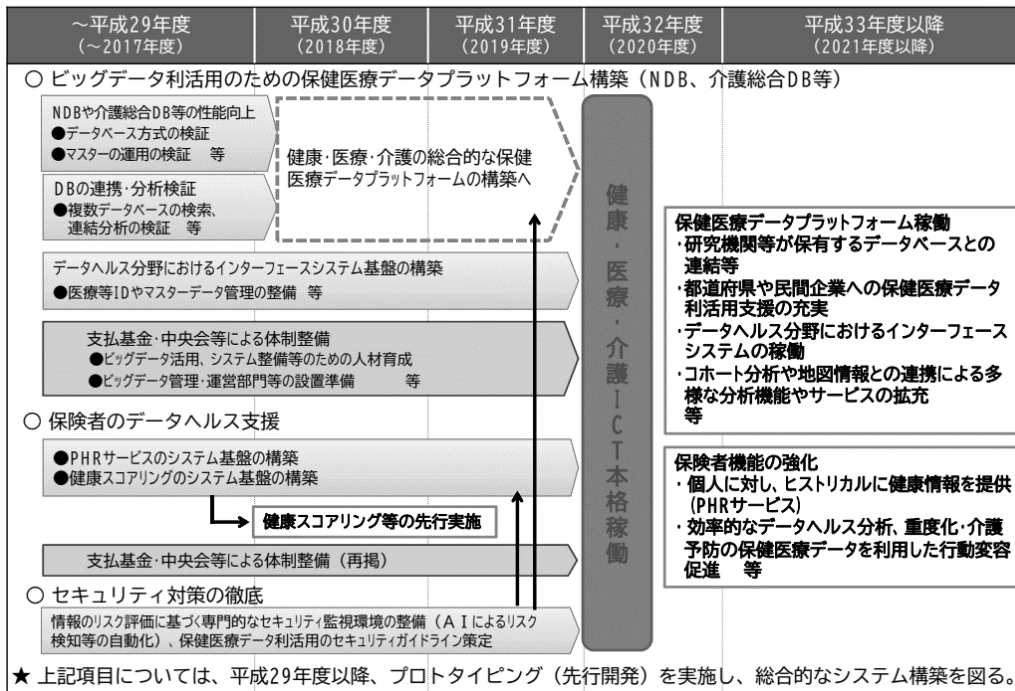 ～平成29年度
(～2017年度)
平成30年度
(2018年度)
平成31年度
(2019年度)
平成32年度
(2020年度)
平成33年度以降
(2021年度以降)
○ ビッグデータ利活用のための保健医療データプラットフォーム構築（NDB、介護総合DB等）
NDBや介護総合DB等の性能向上
●データベース方式の検証
●マスターの運用の検証　等
DBの連携・分析検証
●複数データベースの検索、
連結分析の検証　等
健康・医療・介護の総合的な保健
医療データプラットフォームの構築へ
データヘルス分野におけるインターフェースシステム基盤の構築
●医療等IDやマスターデータ管理の整備　等
支払基金・中央会等による体制整備
●ビッグデータ活用、システム整備等のための人材育成
●ビッグデータ管理・運営部門等の設置準備　　　等
○ 保険者のデータヘルス支援
●PHRサービスのシステム基盤の構築
●健康スコアリングのシステム基盤の構築
健康スコアリング等の先行実施
支払基金・中央会等による体制整備（再掲）
○ セキュリティ対策の徹底
情報のリスク評価に基づく専門的なセキュリティ監視環境の整備（ＡＩによるリスク
検知等の自動化）、保健医療データ利活用のセキュリティガイドライン策定
健康・医療・介護ICT本格稼働
保健医療データプラットフォーム稼働
・研究機関等が保有するデータベースとの
連結等
・都道府県や民間企業への保健医療データ
利活用支援の充実
・データヘルス分野におけるインターフェース
システムの稼働
・コホート分析や地図情報との連携による多
様な分析機能やサービスの拡充
等
保険者機能の強化
・個人に対し、ヒストリカルに健康情報を提供
(PHRサービス)
・効率的なデータヘルス分析、重度化・介護
予防の保健医療データを利用した行動変容
促進　等
★ 上記項目については、平成29年度以降、プロトタイピング（先行開発）を実施し、総合的なシステム構築を図る。